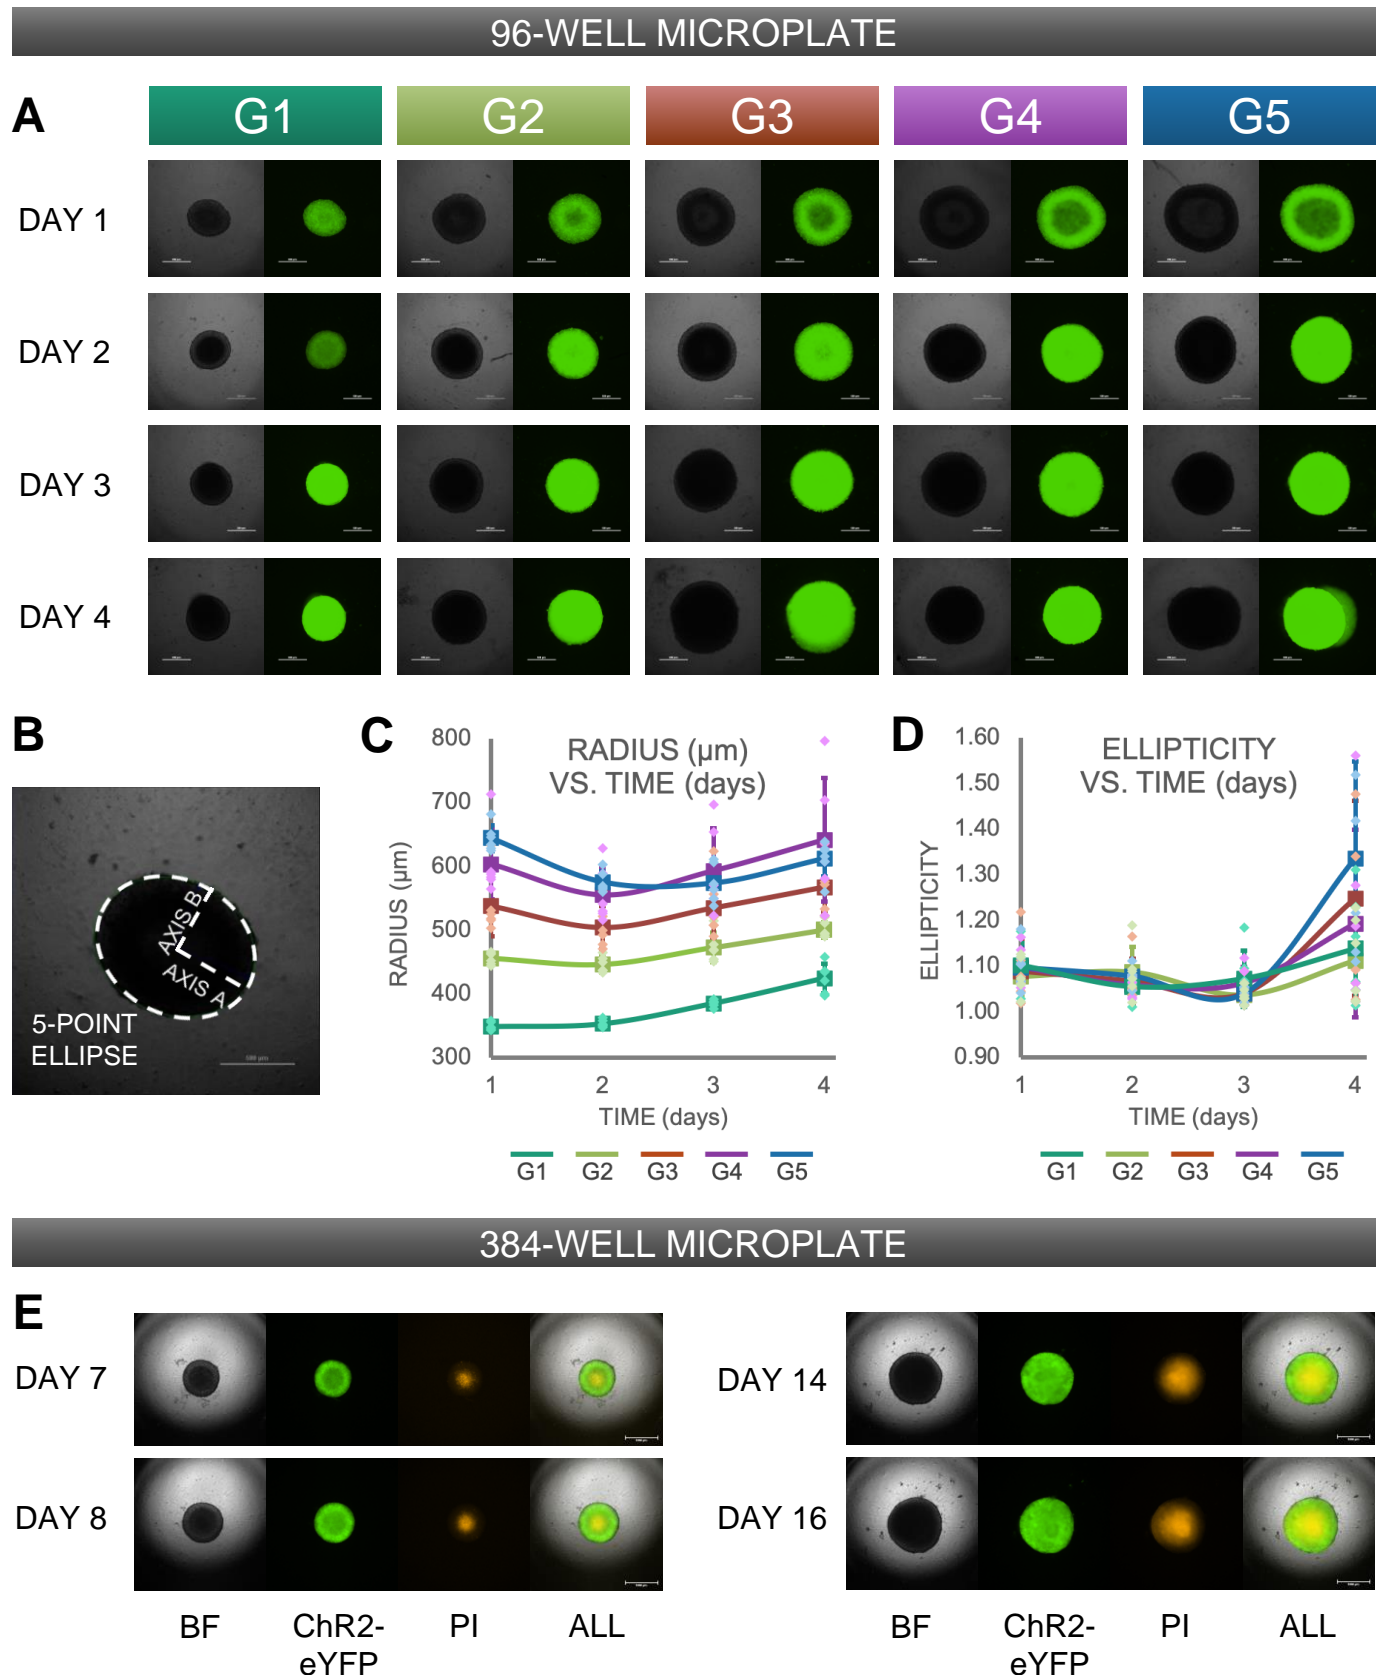 96-WELL MICROPLATE
A
G1 G2 G3 G4 G5
DAY 1
DAY 2
DAY 3
DAY 4
B
AXIS B
AXIS A
5-POINT
ELLIPSE
500 µm
C
RADIUS (µm)
VS. TIME (days)
800
700
600
500
400
300
RADIUS (µm)
1 2 3 4
TIME (days)
G1 G2 G3 G4 G5
D
ELLIPTICITY
VS. TIME (days)
1.60
1.50
1.40
1.30
1.20
1.10
1.00
0.90
ELLIPTICITY
1 2 3 4
TIME (days)
G1 G2 G3 G4 G5
384-WELL MICROPLATE
E
DAY 7
DAY 8
BF ChR2-eYFP PI ALL
DAY 14
DAY 16
BF ChR2-eYFP PI ALL